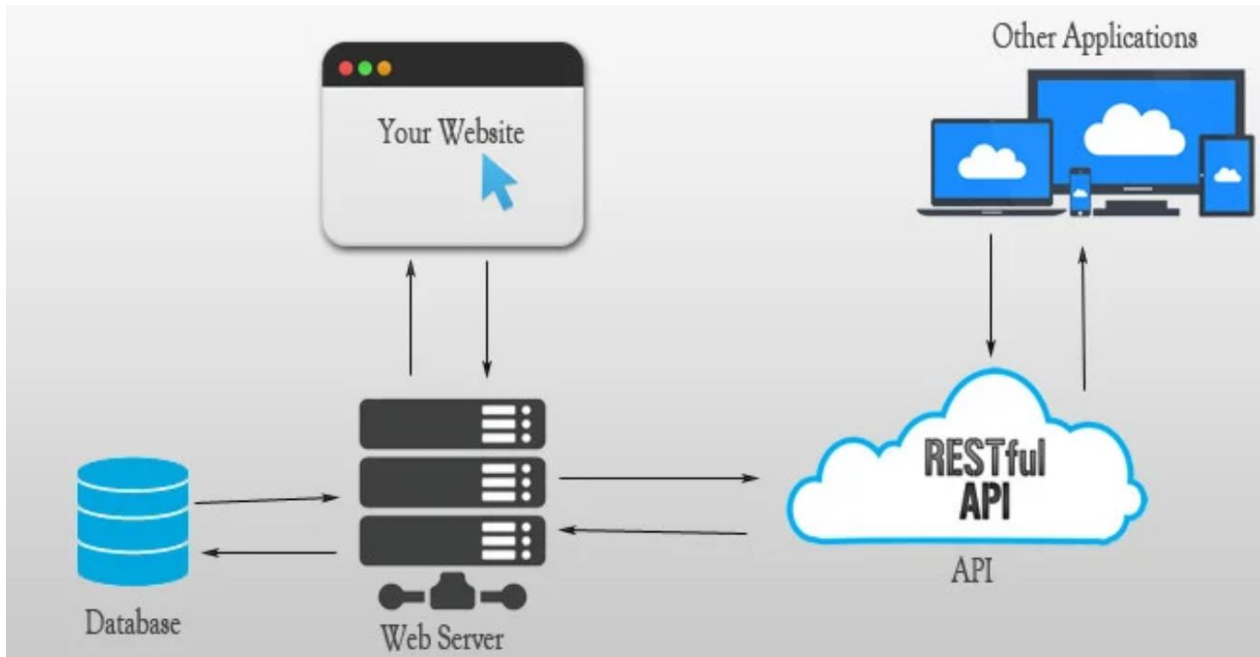 Other Applications
Your Website
RESTful
API
API
Database
Web Server